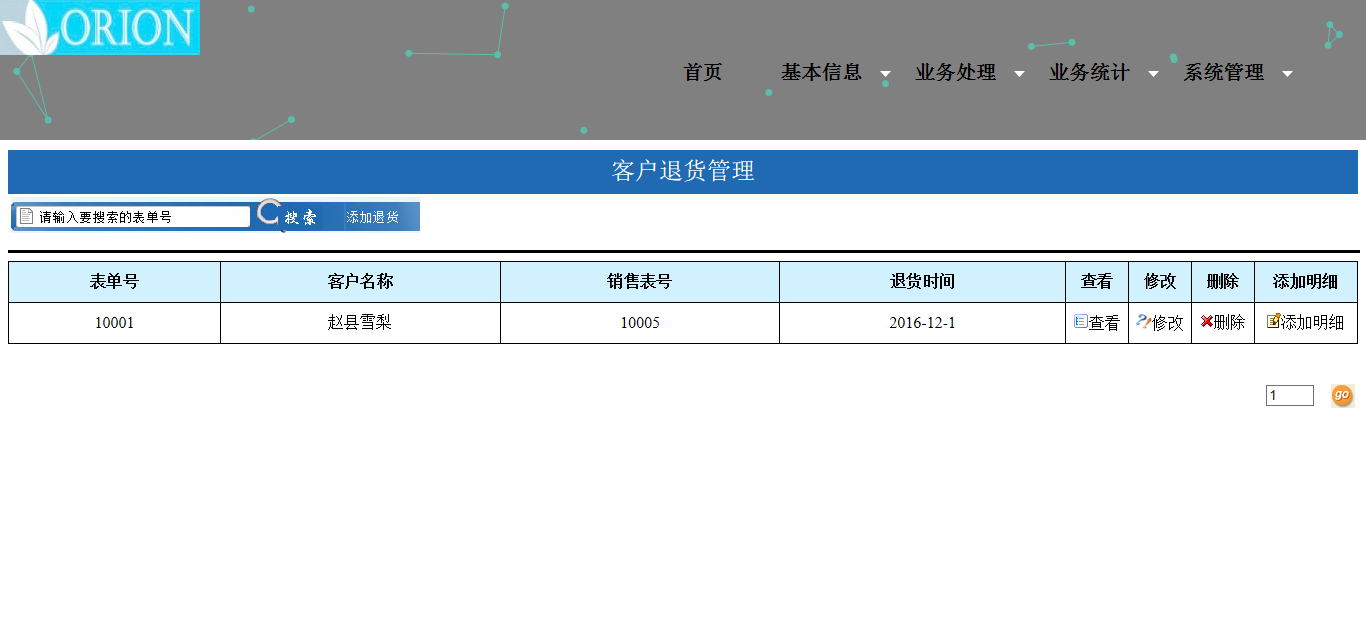 ORION
首页 基本信息 业务处理 业务统计 系统管理
客户退货管理
请输入要搜索的表单号 搜索 添加退货
表单号 客户名称 销售表号 退货时间 查看 修改 删除 添加明细
10001 赵县雪梨 10005 2016-12-1 查看 修改 删除 添加明细
1 go